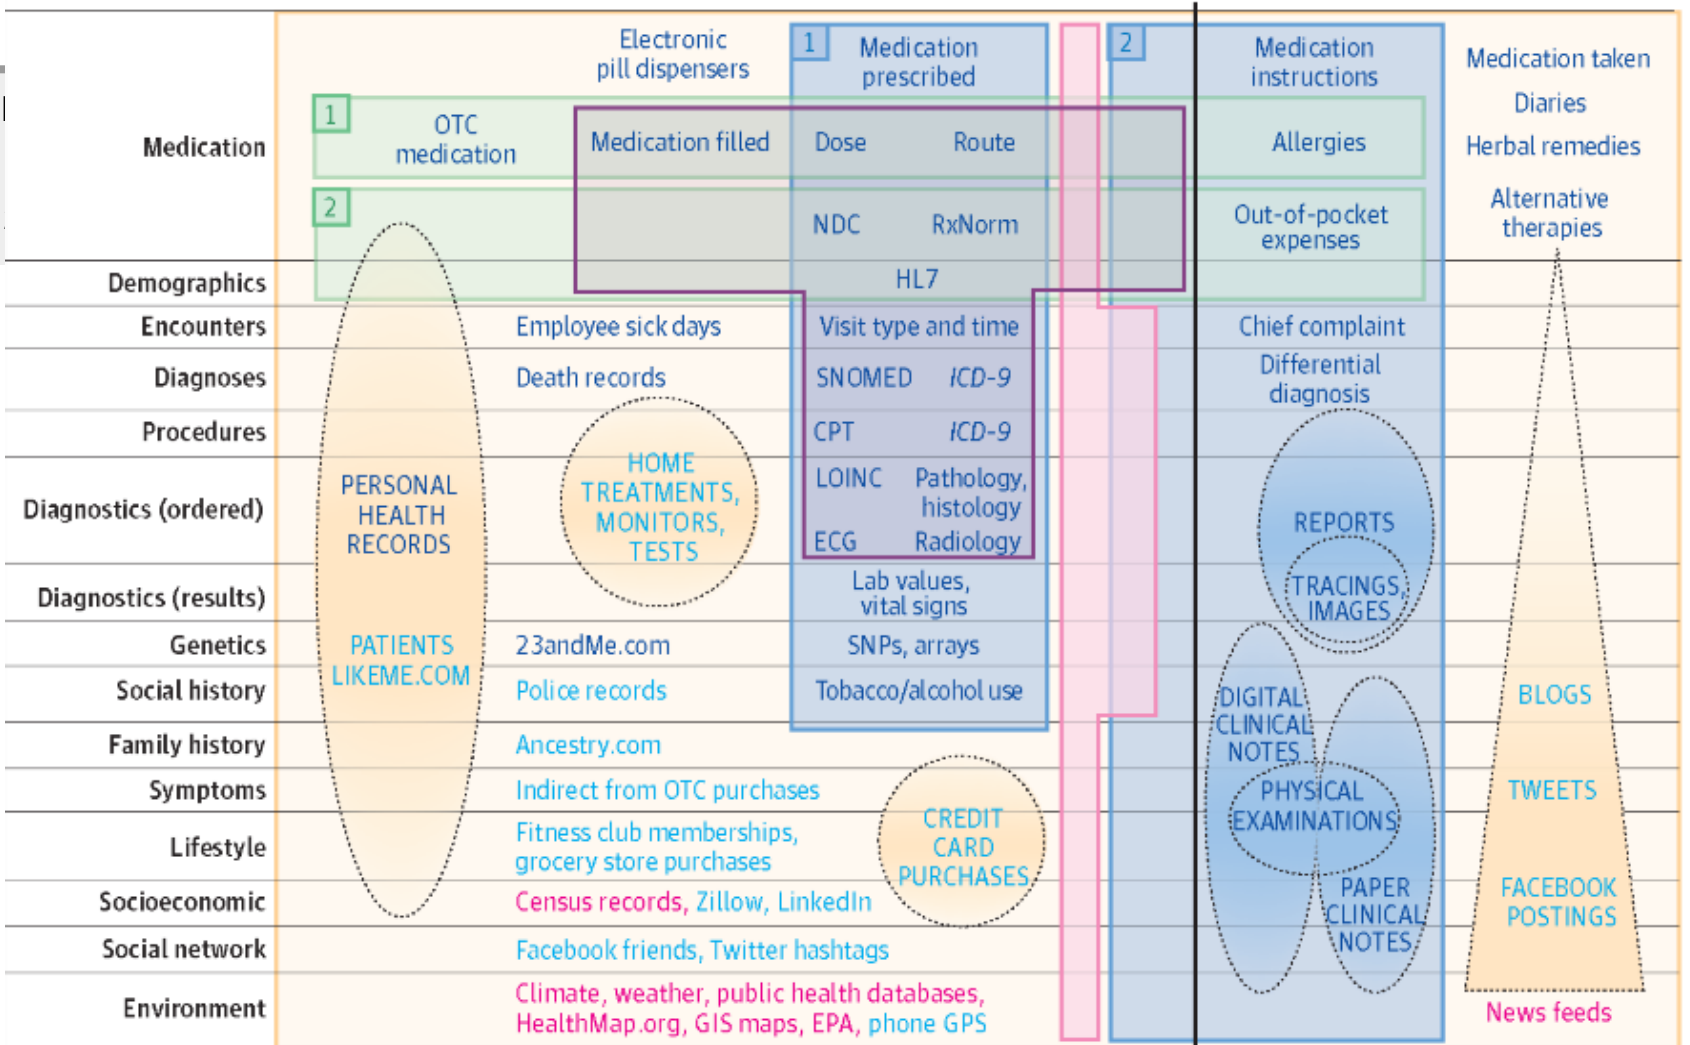 Electronic
pill dispensers
1
Medication
prescribed
2
Medication
instructions
Medication taken
Diaries
Herbal remedies
Alternative
therapies
Medication
1
OTC
medication
Medication filled
Dose
Route
Allergies
2
NDC
RxNorm
Out-of-pocket
expenses
Demographics
HL7
Encounters
Employee sick days
Visit type and time
Chief complaint
Diagnoses
Death records
SNOMED
ICD-9
Differential
diagnosis
Procedures
CPT
ICD-9
HOME
TREATMENTS,
MONITORS,
TESTS
Diagnostics (ordered)
PERSONAL
HEALTH
RECORDS
LOINC
Pathology,
histology
ECG
Radiology
REPORTS
Diagnostics (results)
Lab values,
vital signs
TRACINGS,
IMAGES
Genetics
PATIENTS
LIKEME.COM
23andMe.com
SNPs, arrays
Social history
Police records
Tobacco/alcohol use
DIGITAL
CLINICAL
NOTES
BLOGS
Family history
Ancestry.com
Symptoms
Indirect from OTC purchases
PHYSICAL
EXAMINATIONS
TWEETS
Lifestyle
Fitness club memberships,
grocery store purchases
CREDIT
CARD
PURCHASES
Socioeconomic
Census records, Zillow, LinkedIn
PAPER
CLINICAL
NOTES
FACEBOOK
POSTINGS
Social network
Facebook friends, Twitter hashtags
Environment
Climate, weather, public health databases,
HealthMap.org, GIS maps, EPA, phone GPS
News feeds